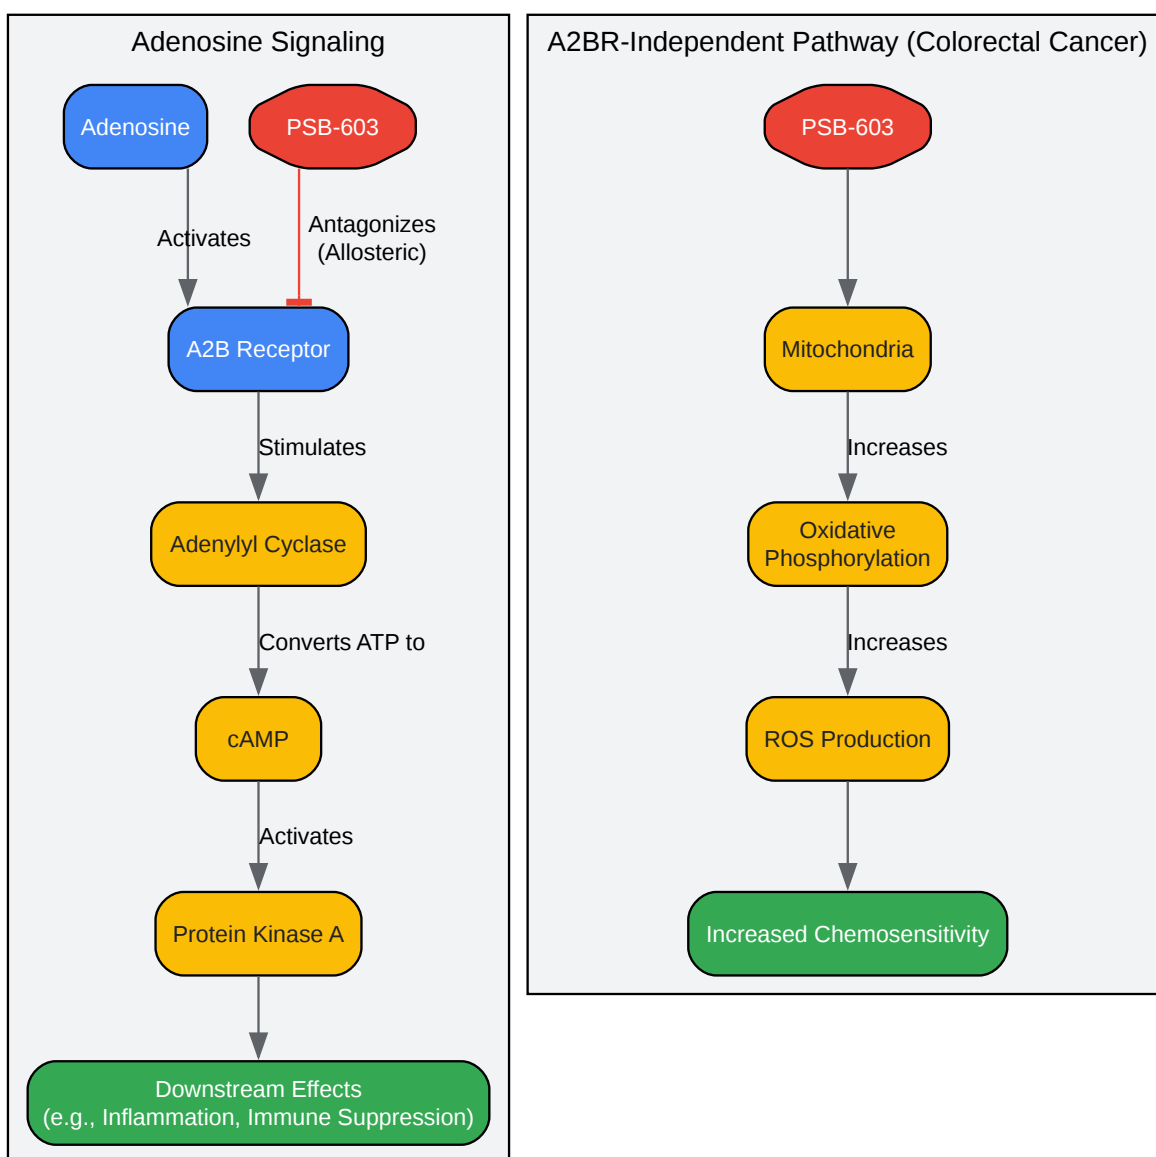 Adenosine Signaling
Adenosine
PSB-603
Activates
Antagonizes
(Allosteric)
A2B Receptor
Stimulates
Adenylyl Cyclase
Converts ATP to
cAMP
Activates
Protein Kinase A
Downstream Effects
(e.g., Inflammation, Immune Suppression)
A2BR-Independent Pathway (Colorectal Cancer)
PSB-603
Mitochondria
Increases
Oxidative
Phosphorylation
Increases
ROS Production
Increased Chemosensitivity